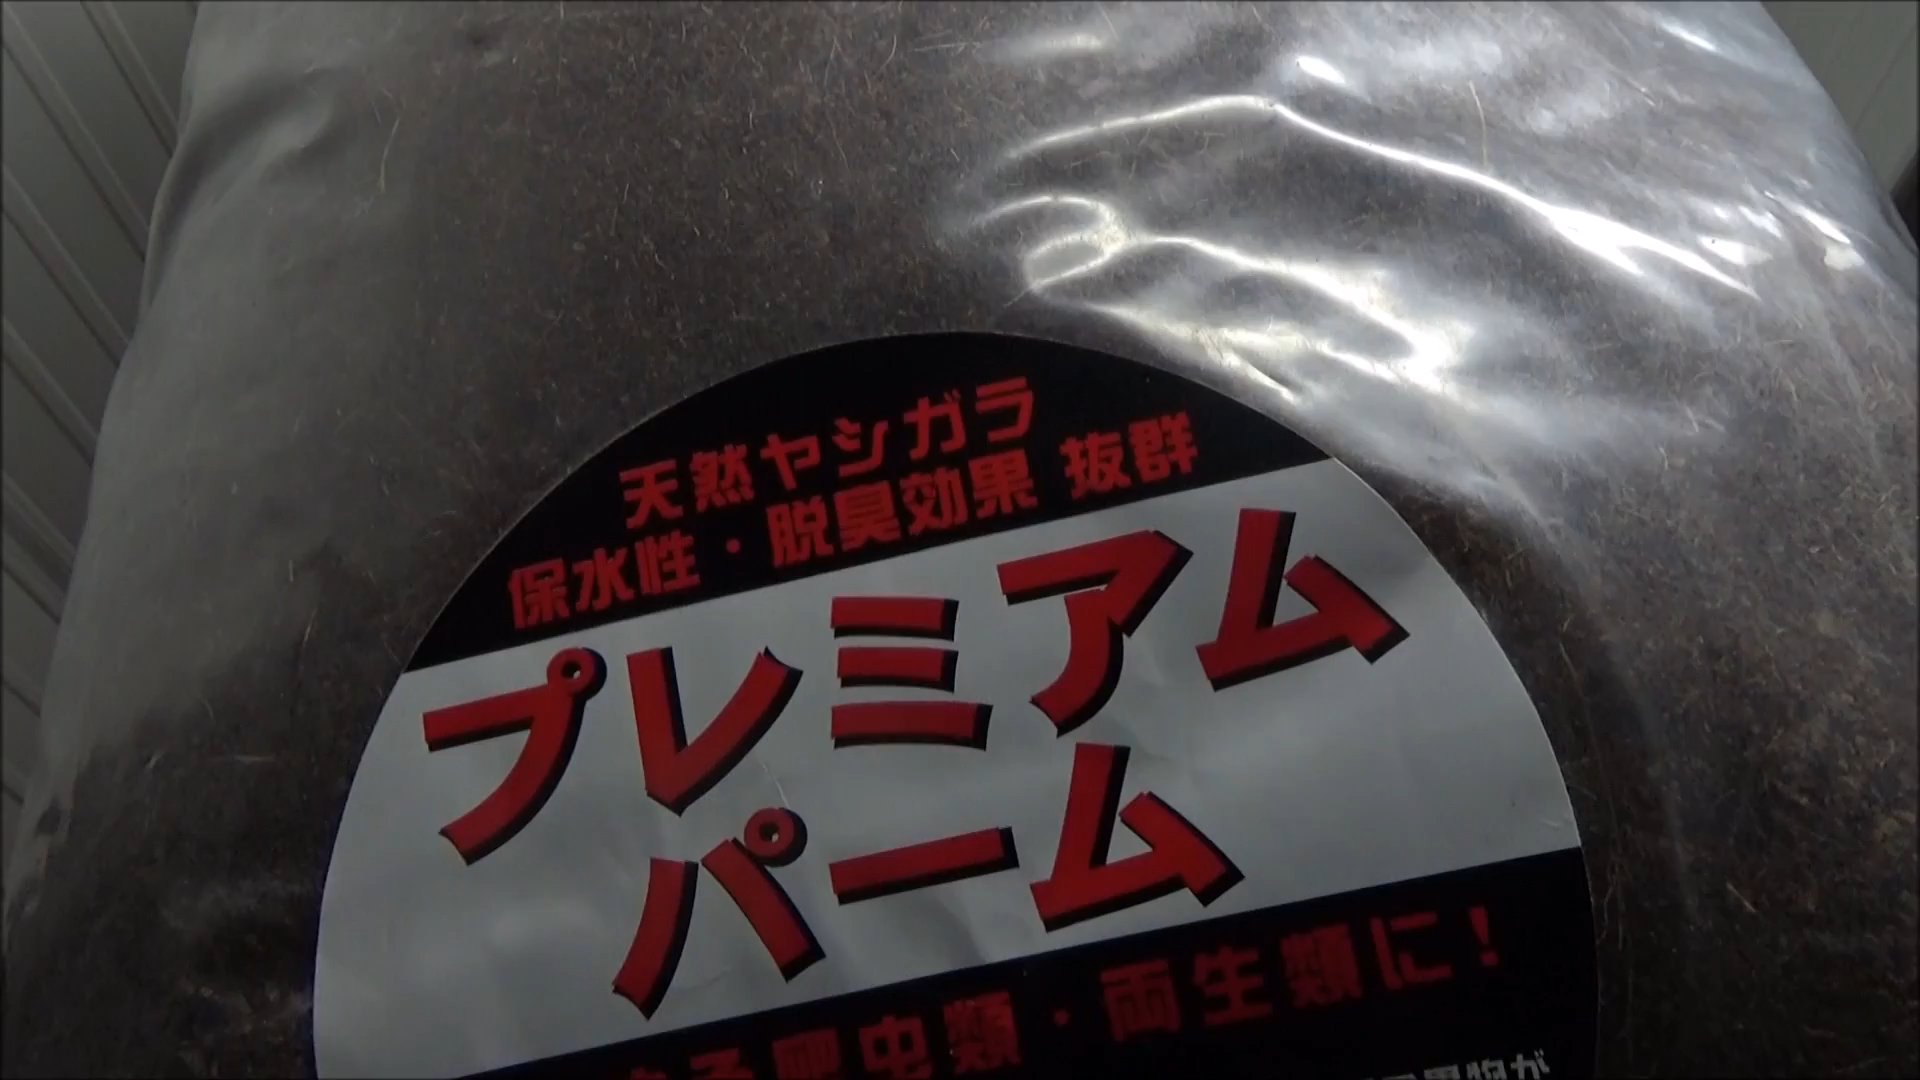 天然ヤシガラ
保水性・脱臭効果 抜群
プレミアム
パーム
爬虫類・両生類に!